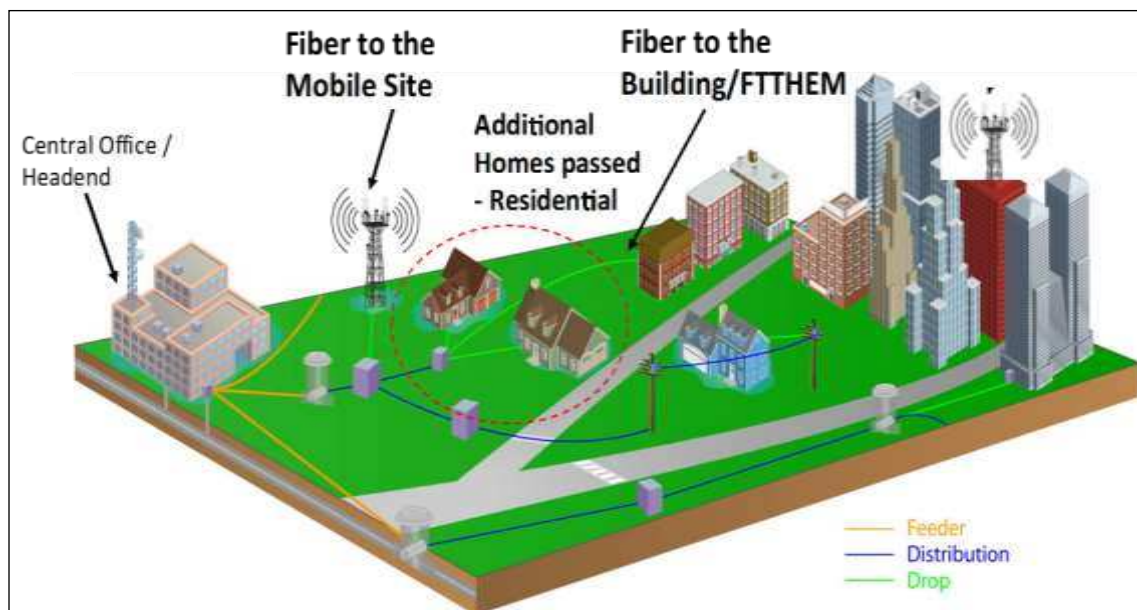 Fiber to the
Mobile Site
Fiber to the
Building/FTTHEM
Additional
Homes passed
- Residential
Central Office /
Headend
Feeder
Distribution
Drop